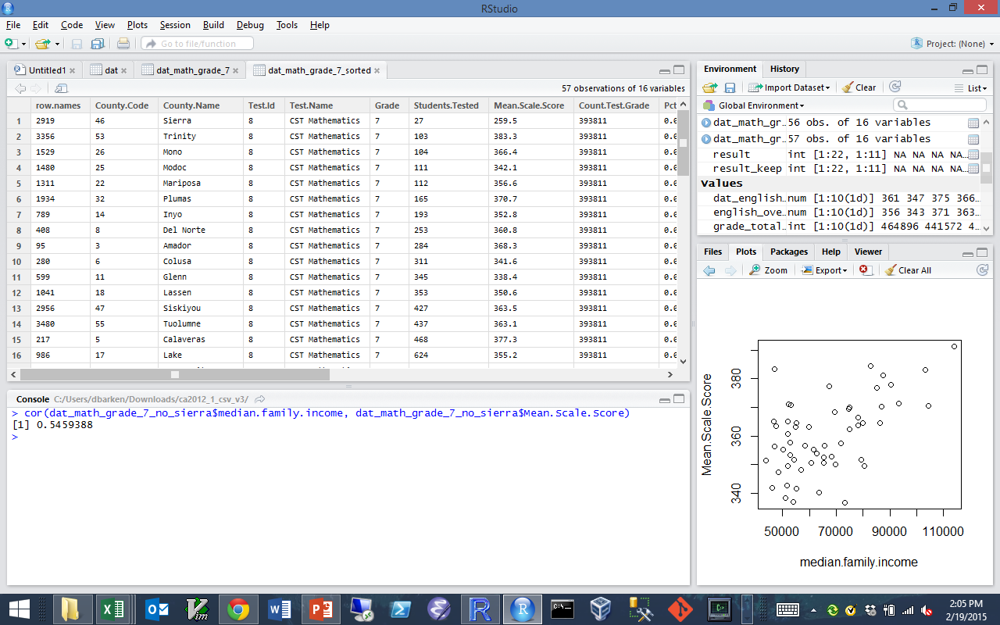 RStudio
File Edit Code View Plots Session Build Debug Tools Help
Go to file/function Project: (None)
Untitled1 dat dat_math_grade_7 dat_math_grade_7_sorted
57 observations of 16 variables
row.names County.Code County.Name Test.Id Test.Name Grade Students.Tested Mean.Scale.Score Count.Test.Grade Pct
1 2919 46 Sierra 8 CST Mathematics 7 27 259.5 393811 0.0
2 3356 53 Trinity 8 CST Mathematics 7 103 383.3 393811 0.0
3 1529 26 Mono 8 CST Mathematics 7 104 366.4 393811 0.0
4 1480 25 Modoc 8 CST Mathematics 7 111 342.1 393811 0.0
5 1311 22 Mariposa 8 CST Mathematics 7 112 356.6 393811 0.0
6 1934 32 Plumas 8 CST Mathematics 7 165 370.7 393811 0.0
7 789 14 Inyo 8 CST Mathematics 7 193 352.8 393811 0.0
8 408 8 Del Norte 8 CST Mathematics 7 253 360.8 393811 0.0
9 95 3 Amador 8 CST Mathematics 7 284 368.3 393811 0.0
10 280 6 Colusa 8 CST Mathematics 7 311 341.6 393811 0.0
11 599 11 Glenn 8 CST Mathematics 7 345 338.4 393811 0.0
12 1041 18 Lassen 8 CST Mathematics 7 353 350.6 393811 0.0
13 2956 47 Siskiyou 8 CST Mathematics 7 427 363.5 393811 0.0
14 3480 55 Tuolumne 8 CST Mathematics 7 437 363.1 393811 0.0
15 217 5 Calaveras 8 CST Mathematics 7 468 377.3 393811 0.0
16 986 17 Lake 8 CST Mathematics 7 624 355.2 393811 0.0
Console C:/Users/dbarken/Downloads/ca2012_1_csv_v3/
> cor(dat_math_grade_7_no_sierra$median.family.income, dat_math_grade_7_no_sierra$Mean.Scale.Score)
[1] 0.5459388
>
Environment History
Import Dataset Clear List
Global Environment
dat_math_gr… 56 obs. of 16 variables
dat_math_gr… 57 obs. of 16 variables
result int [1:22, 1:11] NA NA NA NA…
result_keep int [1:22, 1:11] NA NA NA NA…
Values
dat_english… num [1:10(1d)] 361 347 375 366…
english_ove… num [1:10(1d)] 356 343 371 363…
grade_total… int [1:10(1d)] 464896 441572 4…
Files Plots Packages Help Viewer
Zoom Export Clear All
Mean.Scale.Score
380
360
340
50000 70000 90000 110000
median.family.income
2:05 PM
2/19/2015